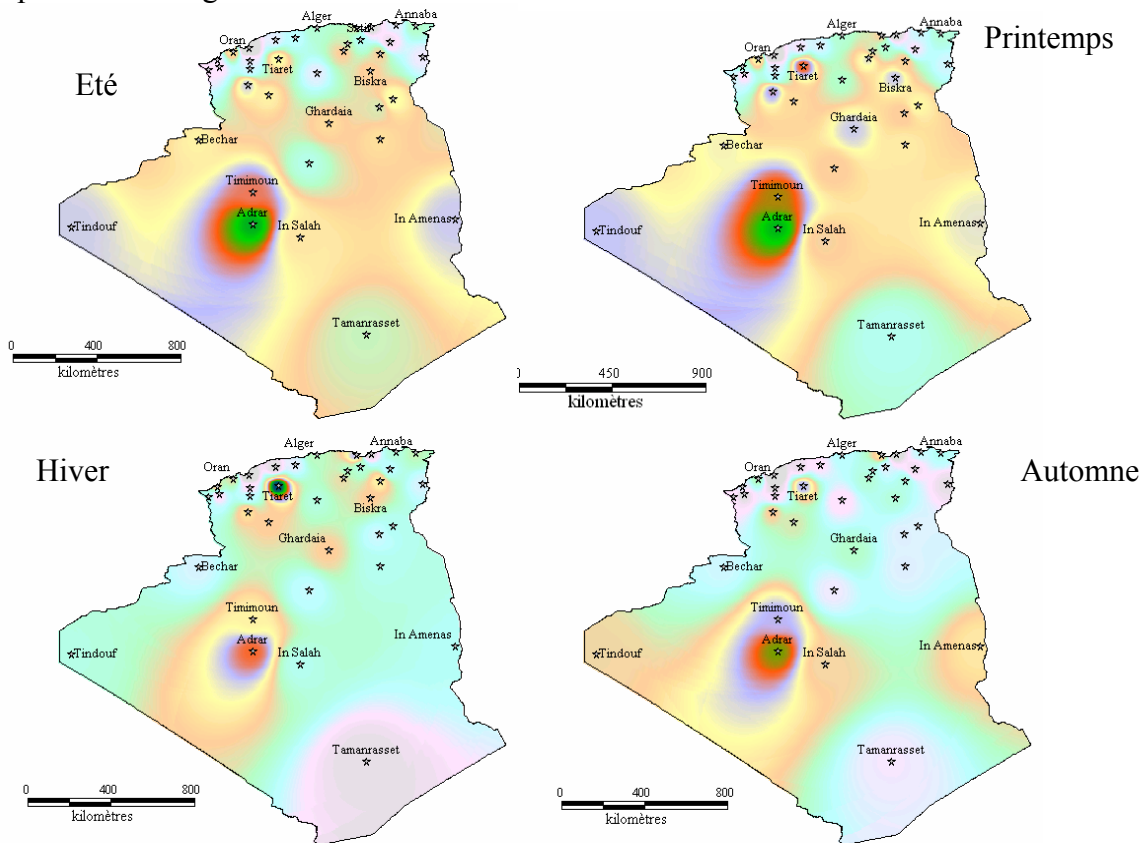 Eté
Alger
Annaba
Oran
Tiaret
Biskra
Ghardaia
Bechar
Timimoun
Adrar
In Salah
In Amenas
Tindouf
Tamanrasset
0 400 800
kilomètres
Printemps
Alger
Annaba
Oran
Tiaret
Biskra
Ghardaia
Bechar
Timimoun
Adrar
In Salah
In Amenas
Tindouf
Tamanrasset
450 900
kilomètres
Hiver
Alger
Annaba
Oran
Tiaret
Biskra
Ghardaia
Bechar
Timimoun
Adrar
In Salah
In Amenas
Tindouf
Tamanrasset
0 400 800
kilomètres
Automne
Alger
Annaba
Oran
Tiaret
Ghardaia
Bechar
Timimoun
Adrar
In Salah
In Amenas
Tindouf
Tamanrasset
0 400 800
kilomètres